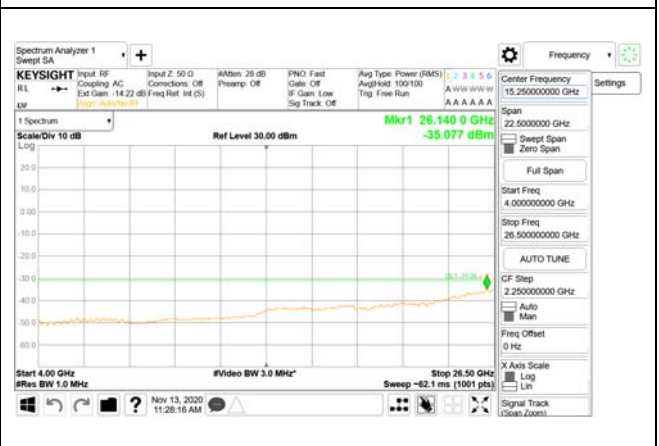 Spectrum Analyzer 1
Swept SA
+
Frequency
KEYSIGHT
RL
Input: RF
Coupling: AC
Ext Gain: -14.22 dB
Align: Auto/No RF
Input Z: 50 Ω
Corrections: Off
Freq Ref: Int (S)
#Atten: 28 dB
Preamp: Off
PNO: Fast
Gate: Off
IF Gain: Low
Sig Track: Off
Avg Type: Power (RMS)
Avg|Hold: 100/100
Trig: Free Run
1 2 3 4 5 6
A W W W W W
A A A A A A
1 Spectrum
Scale/Div 10 dB
Ref Level 30.00 dBm
Mkr1 26.140 0 GHz
-35.077 dBm
Log
20.0
10.0
0.00
-10.0
-20.0
-30.0
-40.0
-50.0
-60.0
Start 4.00 GHz
#Res BW 1.0 MHz
#Video BW 3.0 MHz*
Stop 26.50 GHz
Sweep ~62.1 ms (1001 pts)
Nov 13, 2020
11:28:16 AM
?
Center Frequency
15.250000000 GHz
Settings
Span
22.5000000 GHz
Swept Span
Zero Span
Full Span
Start Freq
4.000000000 GHz
Stop Freq
26.500000000 GHz
AUTO TUNE
CF Step
2.250000000 GHz
Auto
Man
Freq Offset
0 Hz
X Axis Scale
Log
Lin
Signal Track
(Span Zoom)